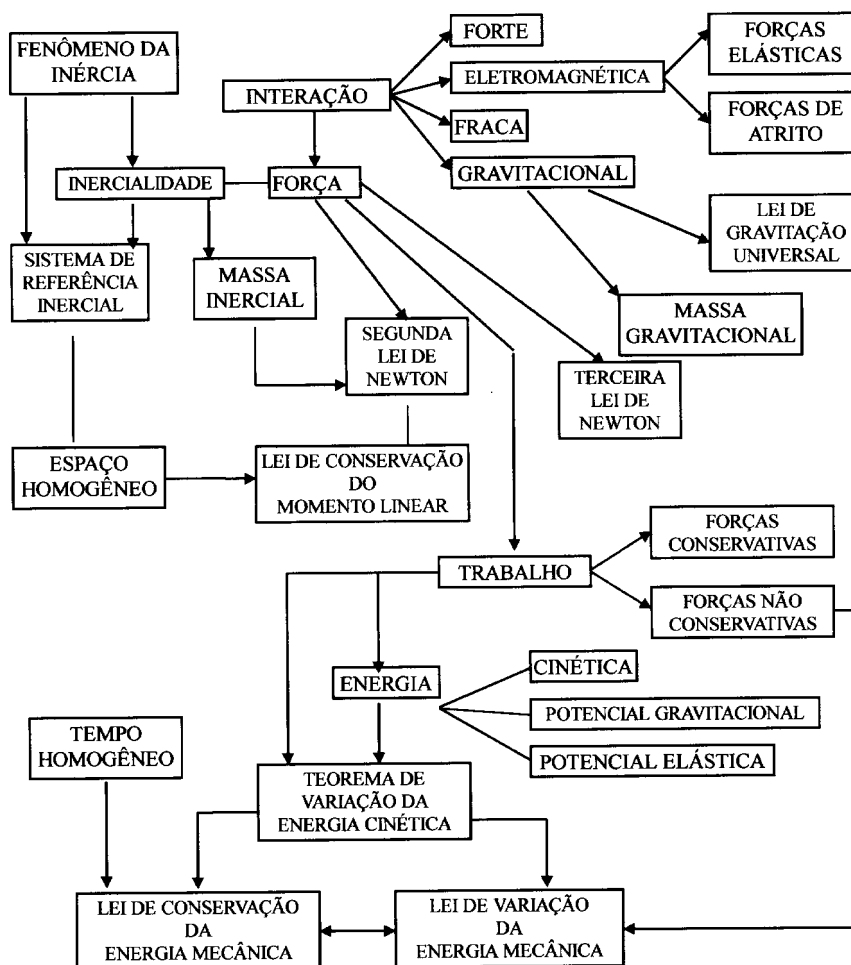 FENÔMENO DA
INÉRCIA
INTERAÇÃO
FORTE
ELETROMAGNÉTICA
FRACA
GRAVITACIONAL
FORÇAS
ELÁSTICAS
FORÇAS DE
ATRITO
INERCIALIDADE
FORÇA
LEI DE
GRAVITAÇÃO
UNIVERSAL
SISTEMA DE
REFERÊNCIA
INERCIAL
MASSA
INERCIAL
MASSA
GRAVITACIONAL
SEGUNDA
LEI DE
NEWTON
TERCEIRA
LEI DE
NEWTON
ESPAÇO
HOMOGÊNEO
LEI DE CONSERVAÇÃO
DO
MOMENTO LINEAR
TRABALHO
FORÇAS
CONSERVATIVAS
FORÇAS NÃO
CONSERVATIVAS
ENERGIA
CINÉTICA
POTENCIAL GRAVITACIONAL
POTENCIAL ELÁSTICA
TEMPO
HOMOGÊNEO
TEOREMA DE
VARIAÇÃO DA
ENERGIA CINÉTICA
LEI DE CONSERVAÇÃO
DA
ENERGIA MECÂNICA
LEI DE VARIAÇÃO
DA
ENERGIA MECÂNICA